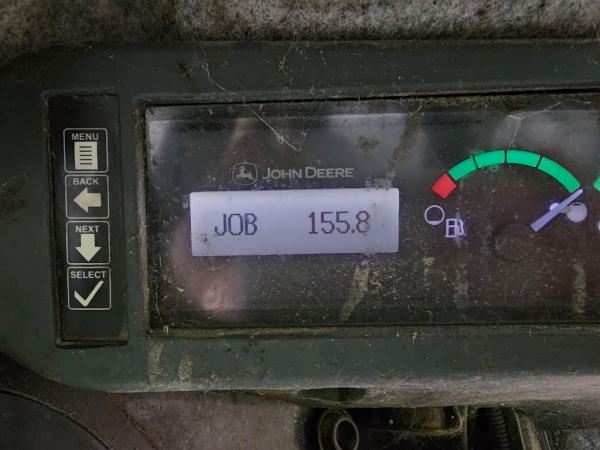 MENU
BACK
NEXT
SELECT
JOHN DEERE
JOB 155.8